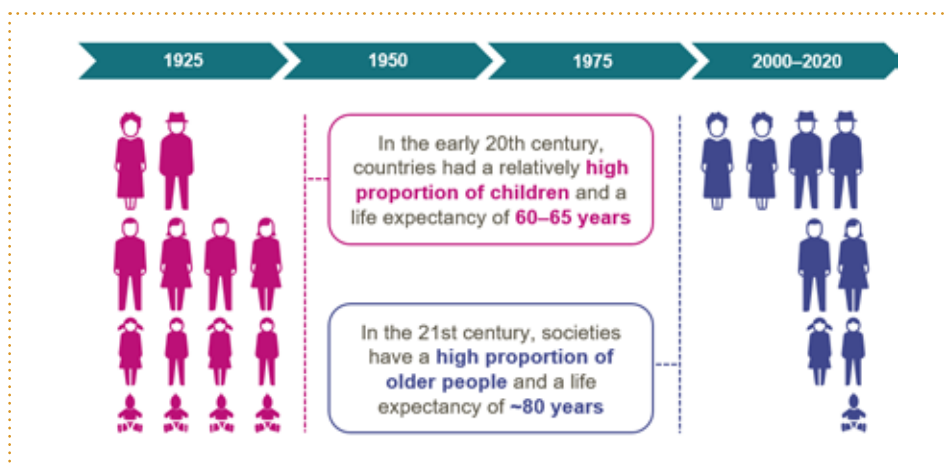 1925
1950
1975
2000–2020
In the early 20th century,
countries had a relatively high
proportion of children and a
life expectancy of 60–65 years
In the 21st century, societies
have a high proportion of
older people and a life
expectancy of ~80 years